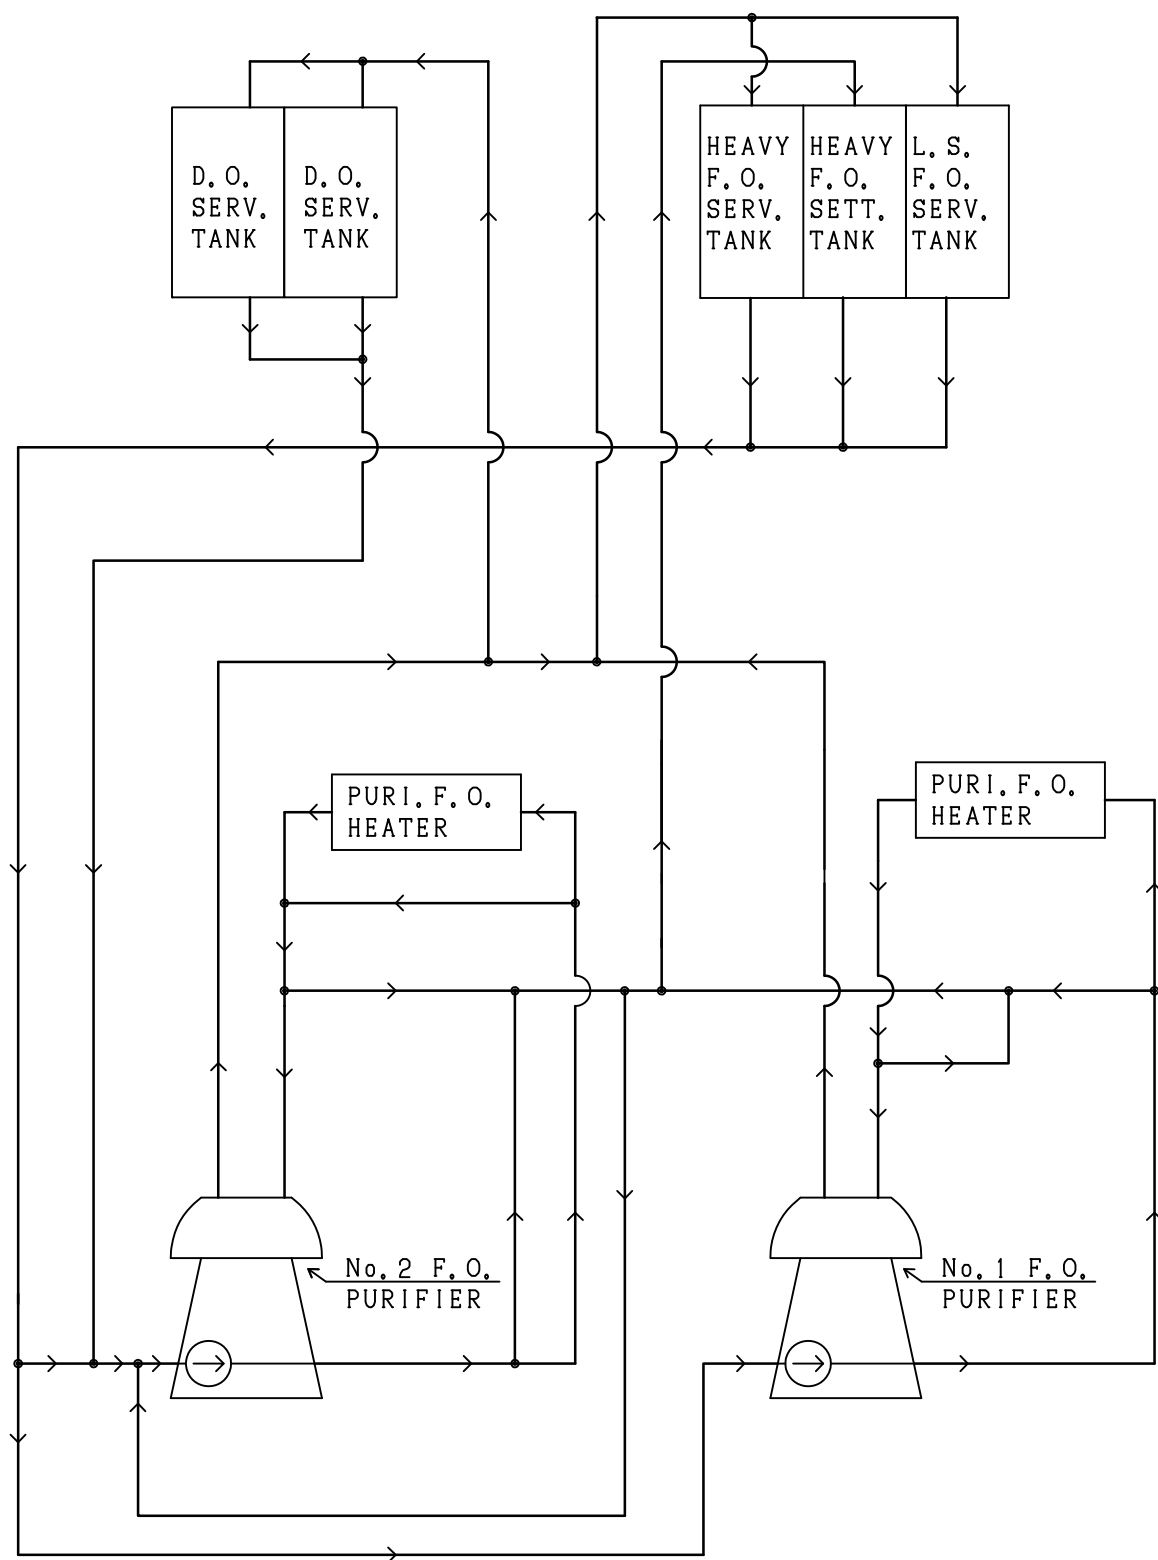 D.O.
SERV.
TANK
D.O.
SERV.
TANK
HEAVY
F.O.
SERV.
TANK
HEAVY
F.O.
SETT.
TANK
L.S.
F.O.
SERV.
TANK
PURI.F.O.
HEATER
PURI.F.O.
HEATER
No.2 F.O.
PURIFIER
No.1 F.O.
PURIFIER